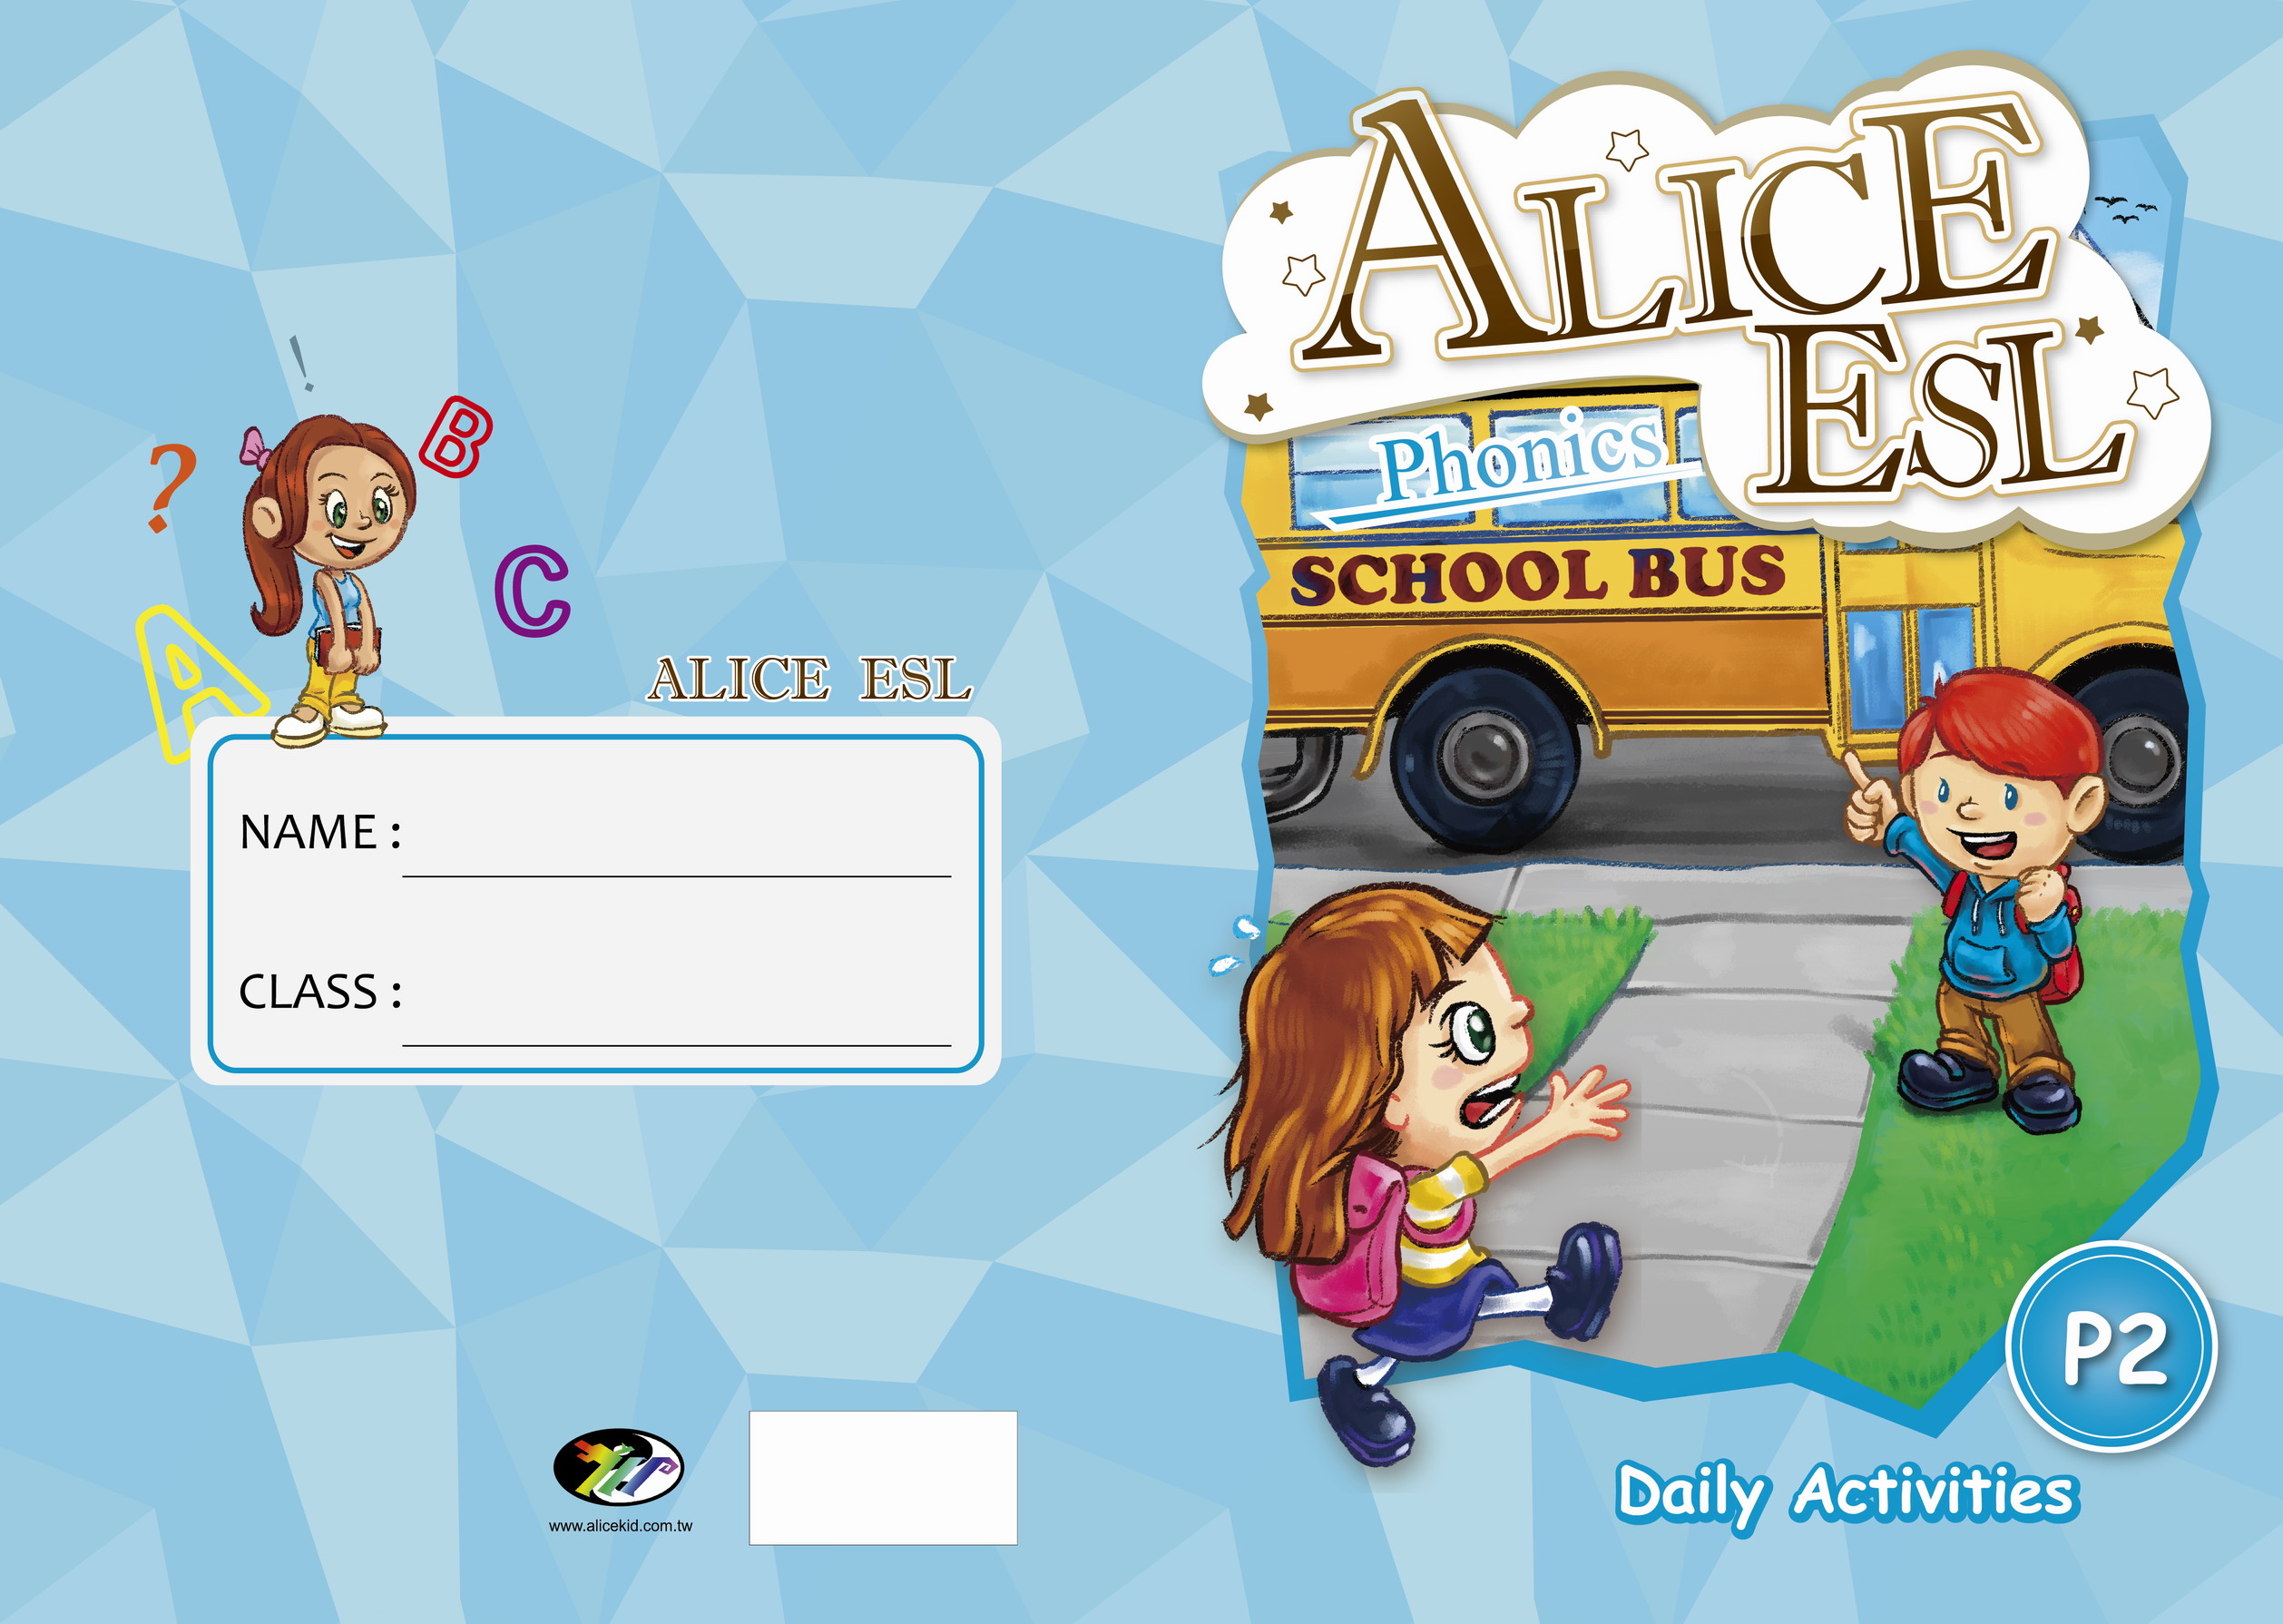 !
?
B
C
A
ALICE ESL
NAME :
CLASS :
www.alicekid.com.tw
ALICE
ESL
Phonics
SCHOOL BUS
P2
Daily Activities